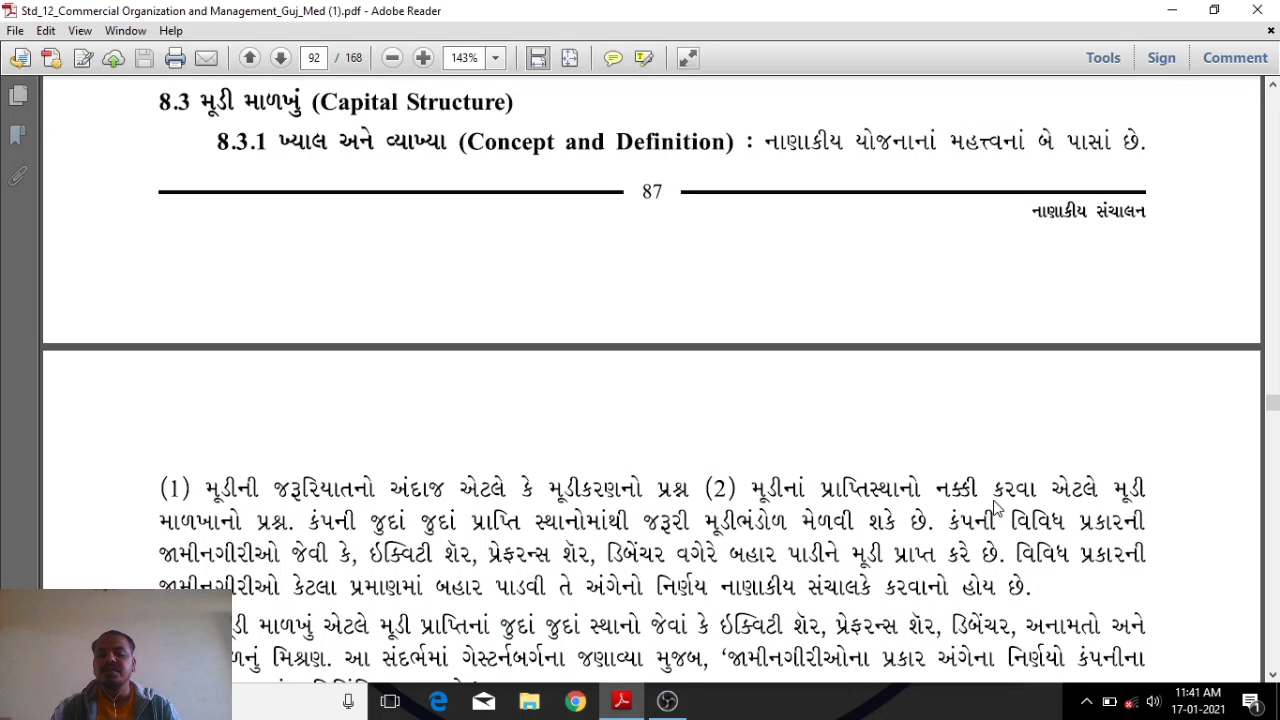 Std_12_Commercial Organization and Management_Guj_Med (1).pdf - Adobe Reader
File Edit View Window Help
92 / 168 143% Tools Sign Comment
8.3 મૂડી માળખું (Capital Structure)
8.3.1 ખ્યાલ અને વ્યાખ્યા (Concept and Definition) : નાણાકીય યોજનાનાં મહત્ત્વનાં બે પાસાં છે.
87
નાણાકીય સંચાલન
(1) મૂડીની જરૂરિયાતનો અંદાજ એટલે કે મૂડીકરણનો પ્રશ્ન (2) મૂડીનાં પ્રાપ્તિસ્થાનો નક્કી કરવા એટલે મૂડી
માળખાનો પ્રશ્ન. કંપની જુદાં જુદાં પ્રાપ્તિ સ્થાનોમાંથી જરૂરી મૂડીભંડોળ મેળવી શકે છે. કંપની વિવિધ પ્રકારની
જામીનગીરીઓ જેવી કે, ઇક્વિટી શૅર, પ્રેફરન્સ શૅર, ડિબેંચર વગેરે બહાર પાડીને મૂડી પ્રાપ્ત કરે છે. વિવિધ પ્રકારની
જામીનગીરીઓ કેટલા પ્રમાણમાં બહાર પાડવી તે અંગેનો નિર્ણય નાણાકીય સંચાલકે કરવાનો હોય છે.
માળખું એટલે મૂડી પ્રાપ્તિનાં જુદાં જુદાં સ્થાનો જેવાં કે ઇક્વિટી શૅર, પ્રેફરન્સ શૅર, ડિબેંચર, અનામતો અને
મિશ્રણ. આ સંદર્ભમાં ગેસ્ટર્નબર્ગના જણાવ્યા મુજબ, 'જામીનગીરીઓના પ્રકાર અંગેના નિર્ણયો કંપનીના
11:41 AM
17-01-2021